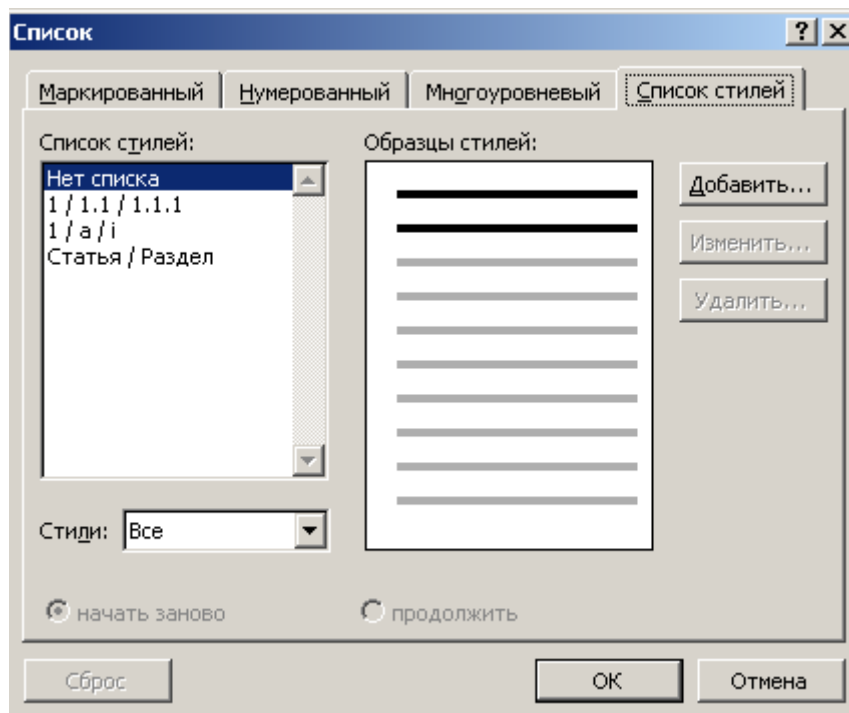 Список
Маркированный Нумерованный Многоуровневый Список стилей
Список стилей: Образцы стилей:
Нет списка
1 / 1.1 / 1.1.1
1 / a / i
Статья / Раздел
Добавить...
Изменить...
Удалить...
Стили: Все
начать заново продолжить
Сброс ОК Отмена